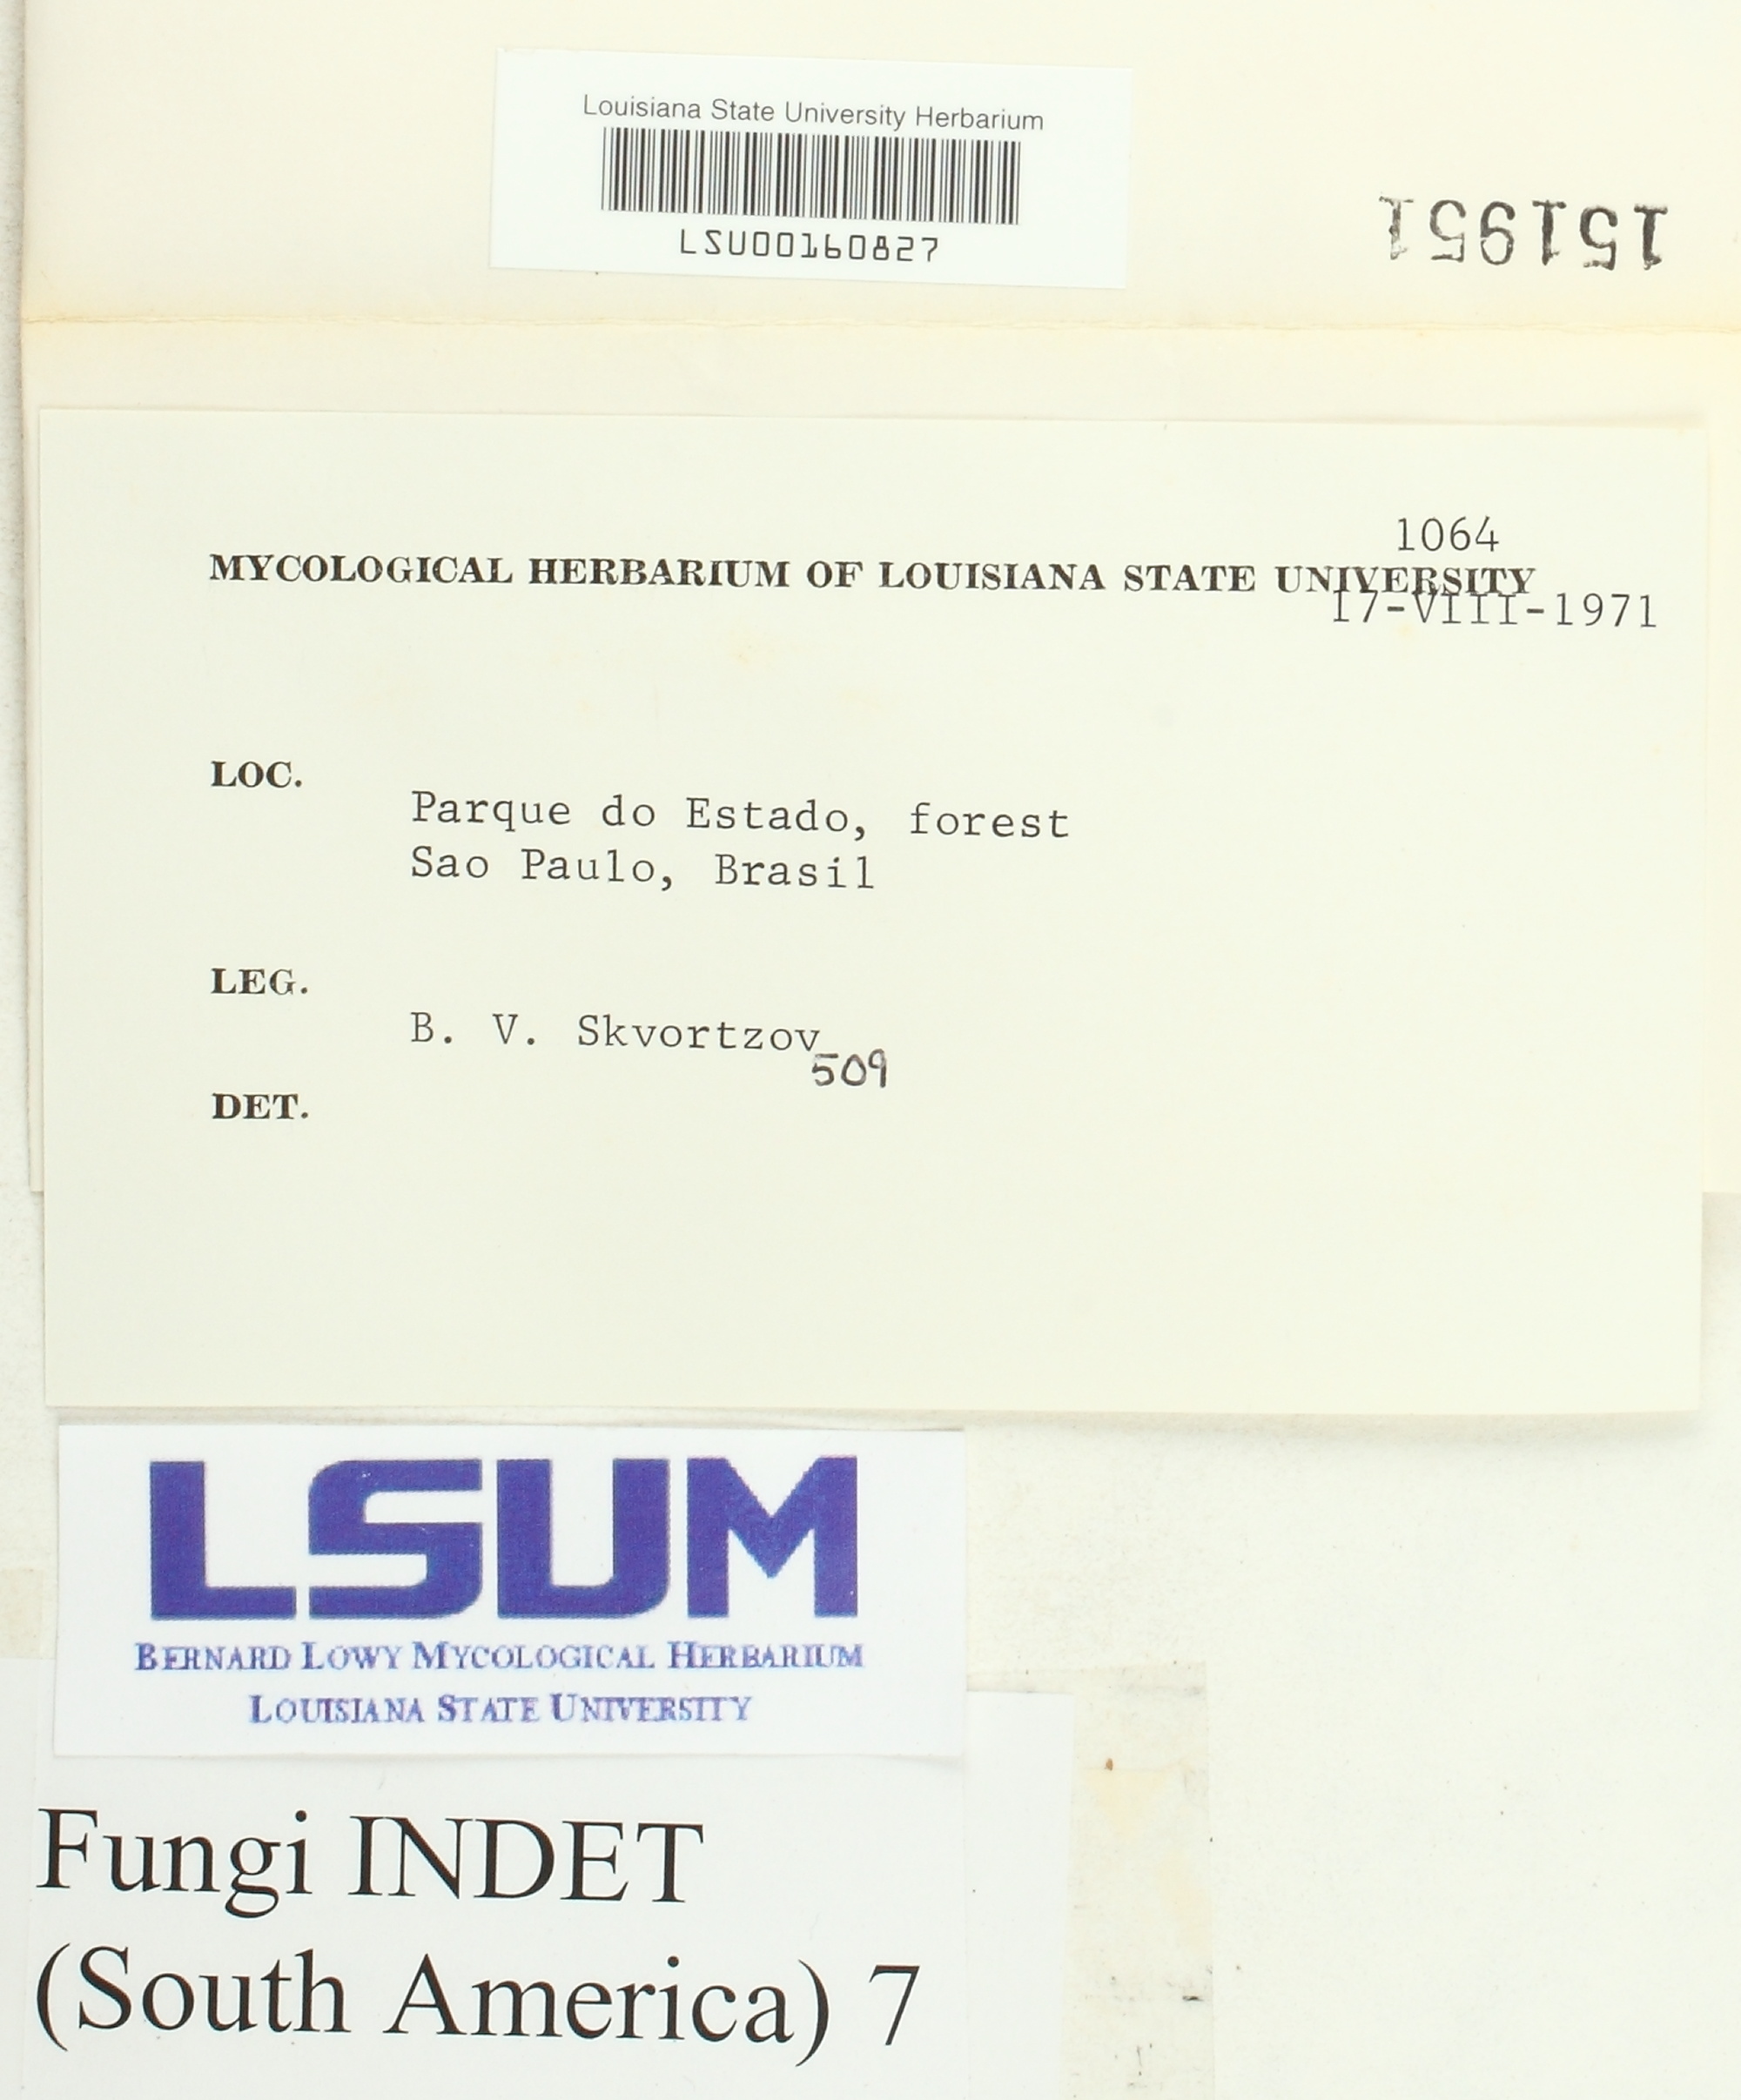 Louisiana State University Herbarium
LSU00160827
151951
1064
MYCOLOGICAL HERBARIUM OF LOUISIANA STATE UNIVERSITY
17-VIII-1971
LOC.
Parque do Estado, forest
Sao Paulo, Brasil
LEG.
B. V. Skvortzov
509
DET.
LSUM
BERNARD LOWY MYCOLOGICAL HERBARIUM
LOUISIANA STATE UNIVERSITY
Fungi INDET
(South America) 7